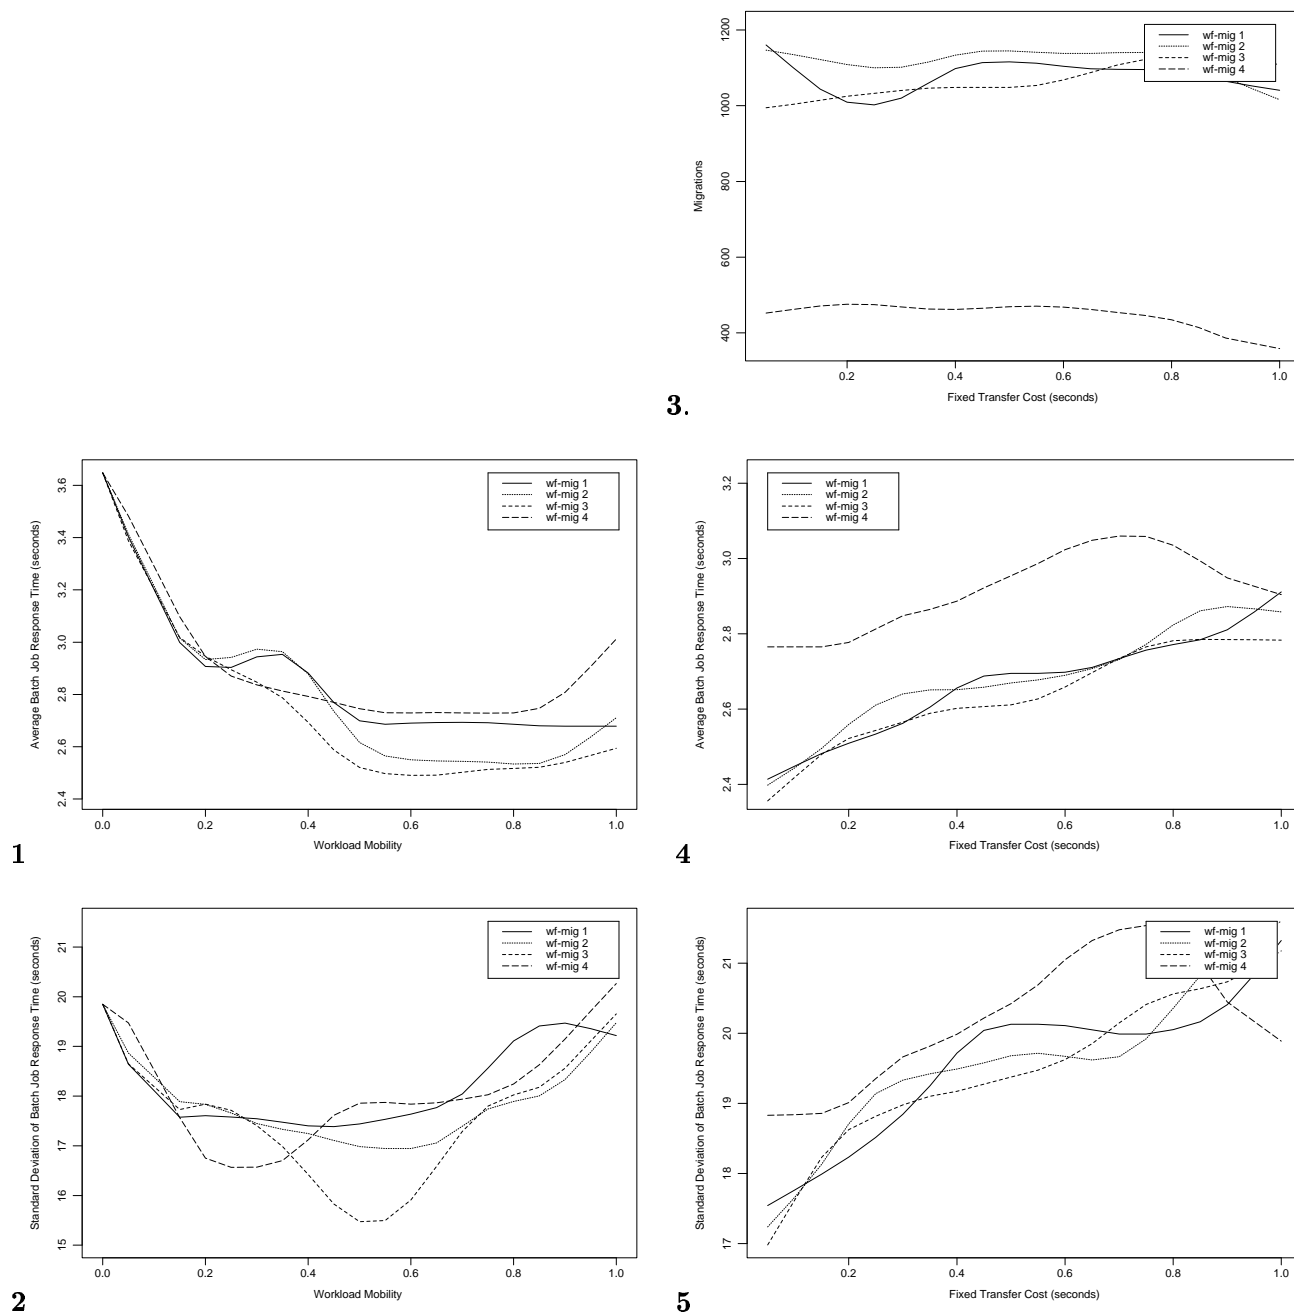 1200
1000
800
600
400
Migrations
wf-mig 1
wf-mig 2
wf-mig 3
wf-mig 4
0.2 0.4 0.6 0.8 1.0
Fixed Transfer Cost (seconds)
3.
3.6
3.4
3.2
3.0
2.8
2.6
2.4
Average Batch Job Response Time (seconds)
wf-mig 1
wf-mig 2
wf-mig 3
wf-mig 4
0.0 0.2 0.4 0.6 0.8 1.0
Workload Mobility
1
3.2
3.0
2.8
2.6
2.4
Average Batch Job Response Time (seconds)
wf-mig 1
wf-mig 2
wf-mig 3
wf-mig 4
0.2 0.4 0.6 0.8 1.0
Fixed Transfer Cost (seconds)
4
21
20
19
18
17
16
15
Standard Deviation of Batch Job Response Time (seconds)
wf-mig 1
wf-mig 2
wf-mig 3
wf-mig 4
0.0 0.2 0.4 0.6 0.8 1.0
Workload Mobility
2
21
20
19
18
17
Standard Deviation of Batch Job Response Time (seconds)
wf-mig 1
wf-mig 2
wf-mig 3
wf-mig 4
0.2 0.4 0.6 0.8 1.0
Fixed Transfer Cost (seconds)
5